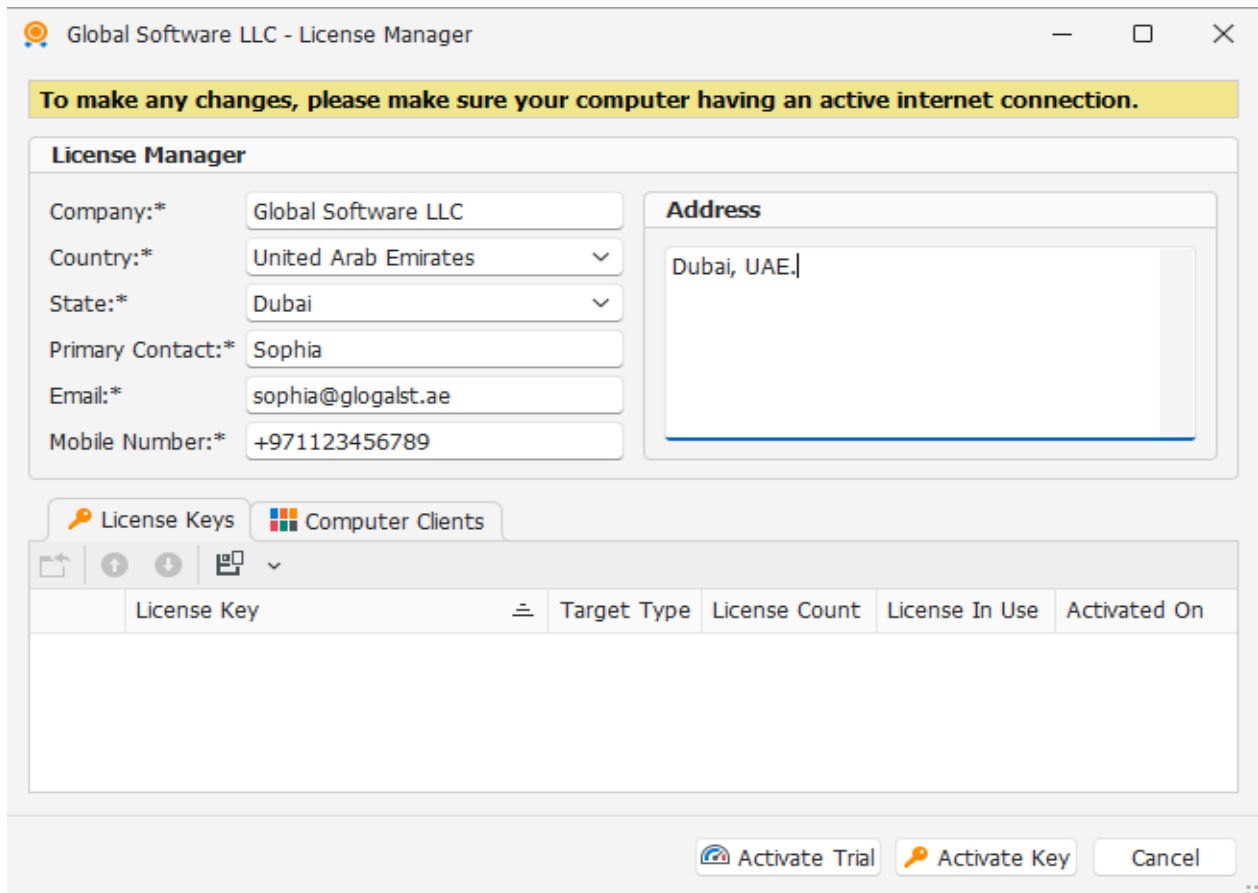 Global Software LLC - License Manager
To make any changes, please make sure your computer having an active internet connection.
License Manager
Company:* Global Software LLC
Country:* United Arab Emirates
State:* Dubai
Primary Contact:* Sophia
Email:* sophia@glogalst.ae
Mobile Number:* +971123456789
Address
Dubai, UAE.
License Keys Computer Clients
License Key Target Type License Count License In Use Activated On
Activate Trial Activate Key Cancel